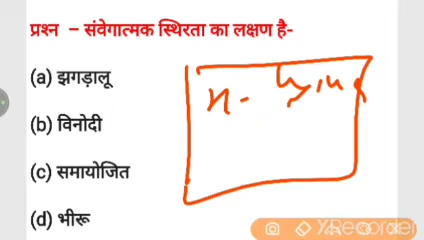 प्रश्न – संवेगात्मक स्थिरता का लक्षण है-
(a) झगड़ालू
(b) विनोदी
(c) समायोजित
(d) भीरू
XRecorder